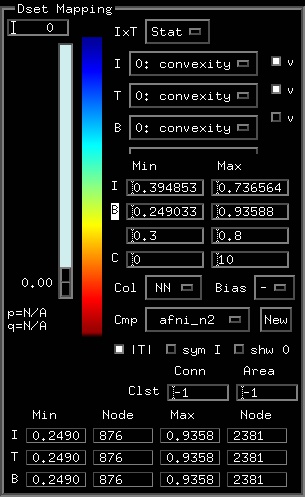 Dset Mapping
0
IxT Stat
I 0: convexity v
T 0: convexity v
B 0: convexity v
Min Max
I 0.394853 0.736564
B 0.249033 0.93588
0.3 0.8
C 0 10
0.00
Col NN Bias -
p=N/A
q=N/A
Cmp afni_n2 New
|T| sym I shw 0
Conn Area
Clst -1 -1
Min Node Max Node
I 0.2490 876 0.9358 2381
T 0.2490 876 0.9358 2381
B 0.2490 876 0.9358 2381